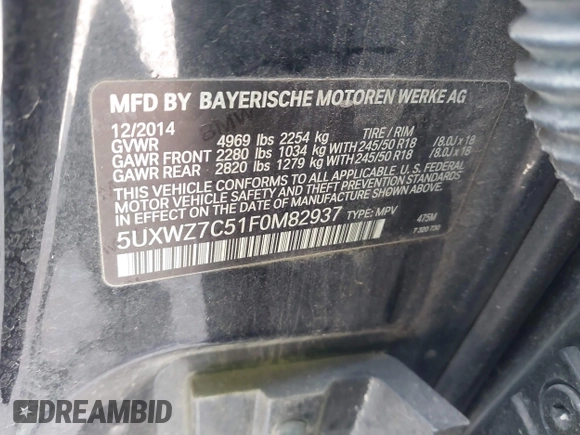 MFD BY BAYERISCHE MOTOREN WERKE AG
12/2014
GVWR 4969 lbs 2254 kg TIRE / RIM
GAWR FRONT 2280 lbs 1034 kg WITH 245/50 R18 /8.0J x 18
GAWR REAR 2820 lbs 1279 kg WITH 245/50 R18 /8.0J x 18
THIS VEHICLE CONFORMS TO ALL APPLICABLE U.S. FEDERAL
MOTOR VEHICLE SAFETY AND THEFT PREVENTION STANDARDS
IN EFFECT ON THE DATE OF MANUFACTURE SHOWN ABOVE.
5UXWZ7C51F0M82937 TYPE: MPV 475M
DREAMBID